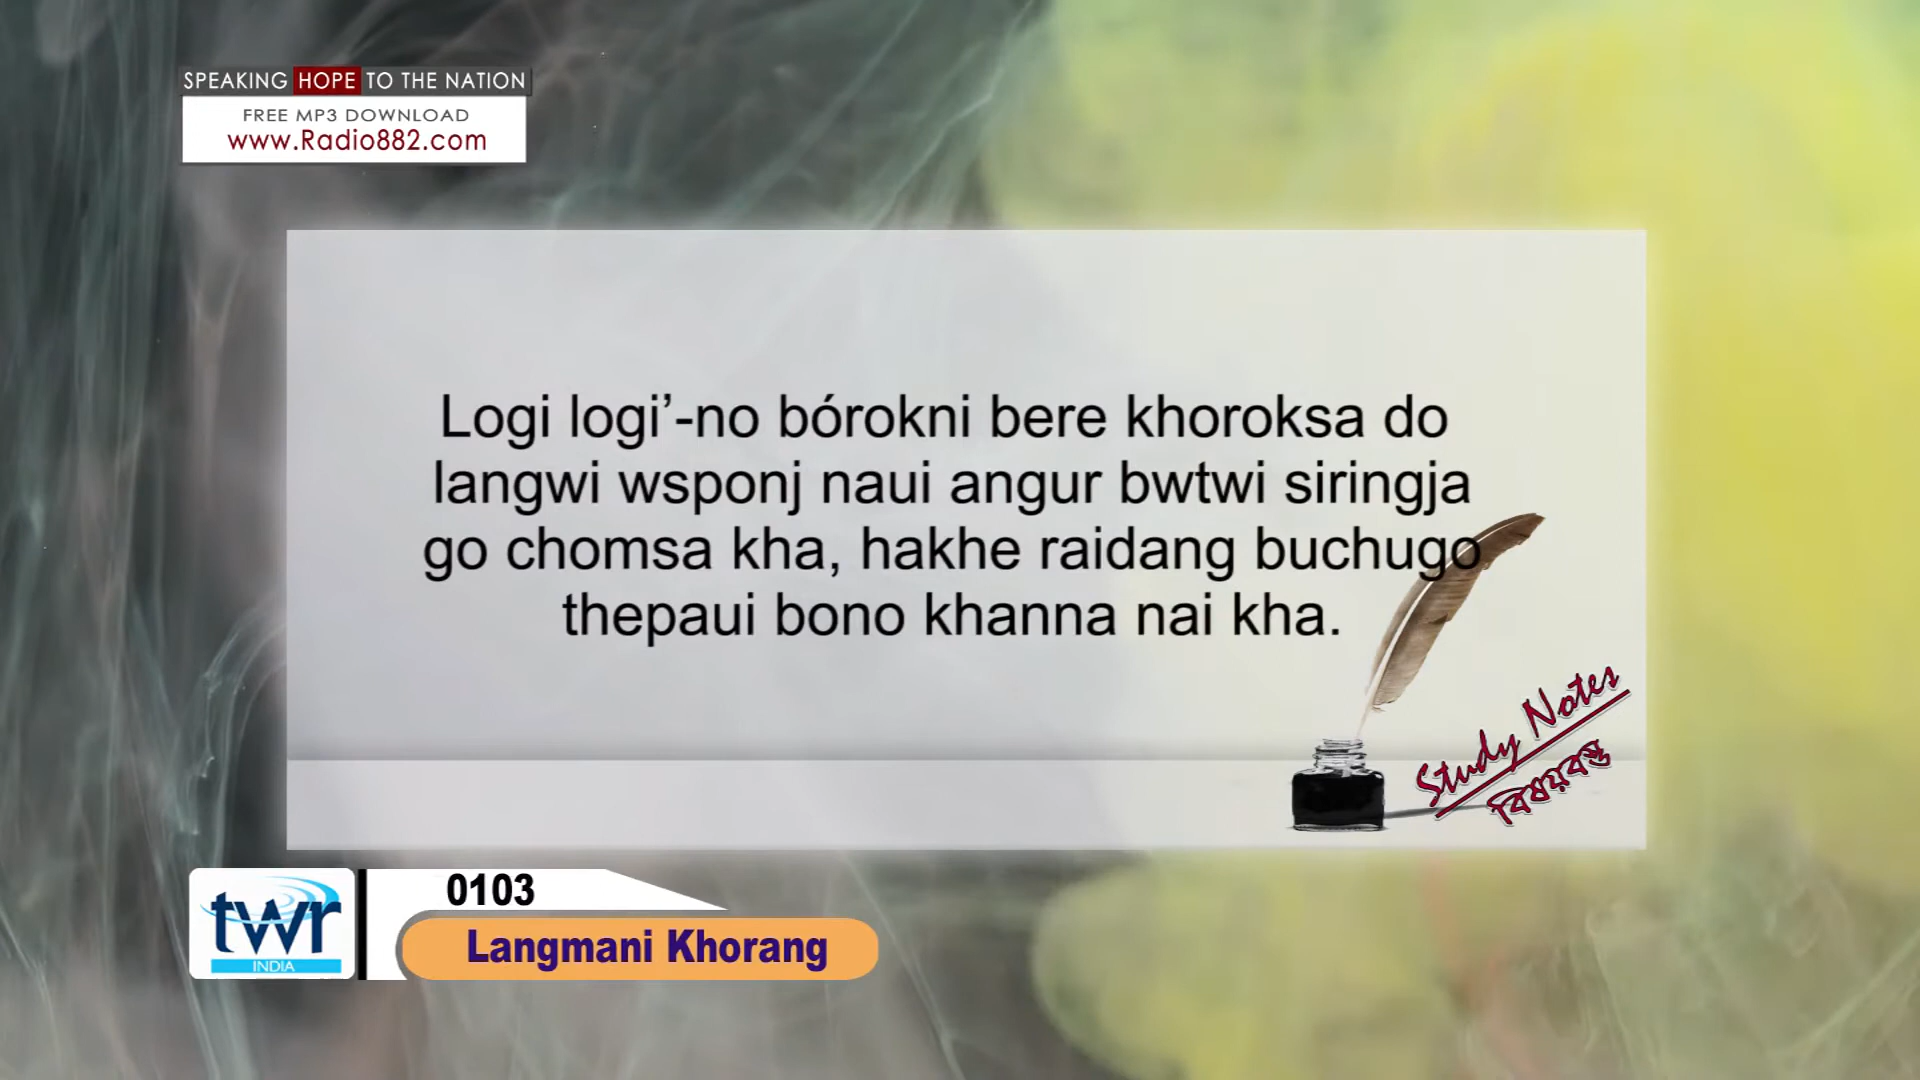 SPEAKING HOPE TO THE NATION
FREE MP3 DOWNLOAD
www.Radio882.com
Logi logi’-no bórokni bere khoroksa do
langwi wsponj naui angur bwtwi siringja
go chomsa kha, hakhe raidang buchugo
thepaui bono khanna nai kha.
Study Notes
বিষয়বস্তু
twr
INDIA
0103
Langmani Khorang